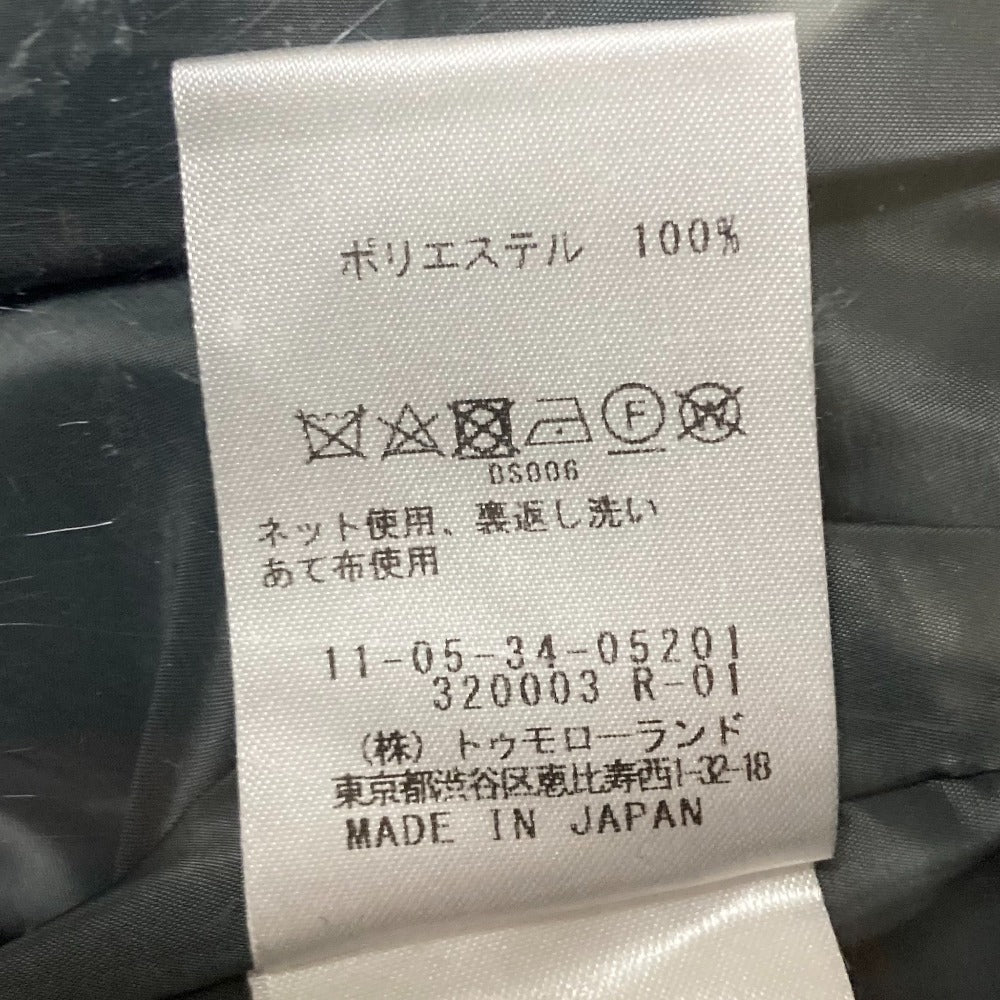 ポリエステル 100%
F W
DS006
ネット使用、裏返し洗い
あて布使用
11-05-34-05201
320003 R-01
(株)トゥモローランド
東京都渋谷区恵比寿西1-32-18
MADE IN JAPAN